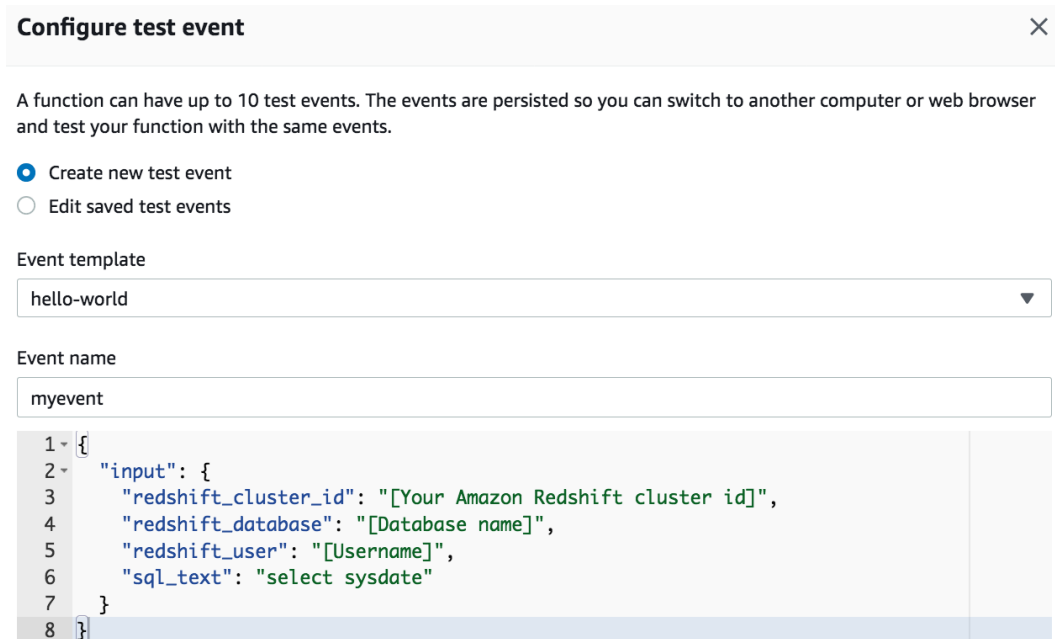 Configure test event
A function can have up to 10 test events. The events are persisted so you can switch to another computer or web browser
and test your function with the same events.
Create new test event
Edit saved test events
Event template
hello-world
Event name
myevent
1 {
2 "input": {
3 "redshift_cluster_id": "[Your Amazon Redshift cluster id]",
4 "redshift_database": "[Database name]",
5 "redshift_user": "[Username]",
6 "sql_text": "select sysdate"
7 }
8 }